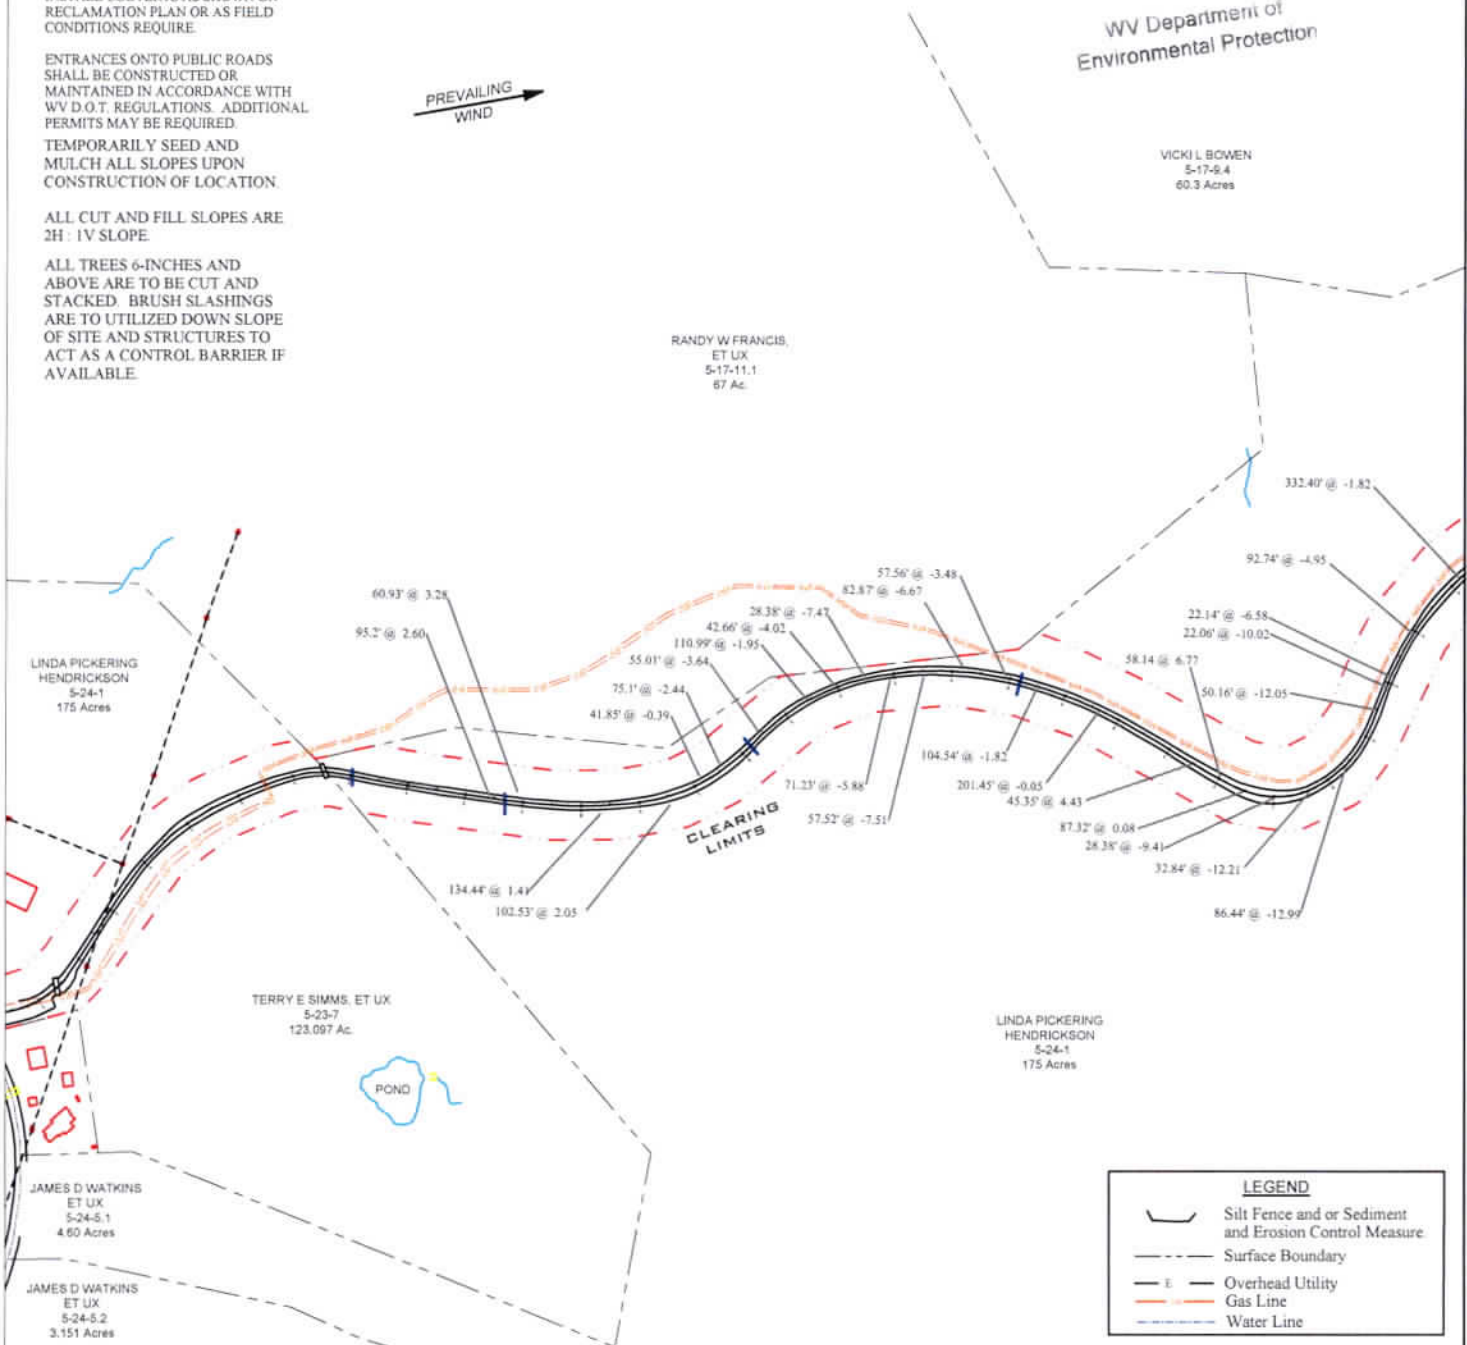 RECLAMATION PLAN OR AS FIELD
CONDITIONS REQUIRE.
ENTRANCES ONTO PUBLIC ROADS
SHALL BE CONSTRUCTED OR
MAINTAINED IN ACCORDANCE WITH
WV D.O.T. REGULATIONS. ADDITIONAL
PERMITS MAY BE REQUIRED.
TEMPORARILY SEED AND
MULCH ALL SLOPES UPON
CONSTRUCTION OF LOCATION.
ALL CUT AND FILL SLOPES ARE
2H : 1V SLOPE.
ALL TREES 6-INCHES AND
ABOVE ARE TO BE CUT AND
STACKED. BRUSH SLASHINGS
ARE TO UTILIZED DOWN SLOPE
OF SITE AND STRUCTURES TO
ACT AS A CONTROL BARRIER IF
AVAILABLE.
PREVAILING
WIND
WV Department of
Environmental Protection
VICKI L BOWEN
5-17-9.4
60.3 Acres
RANDY W FRANCIS,
ET UX
5-17-11.1
67 Ac.
332.40' @ -1.82
92.74' @ -4.95
22.14' @ -6.58
22.06' @ -10.02
58.14 6.77
50.16' @ -12.05
57.56' @ -3.48
82.87' @ -6.67
28.38' @ -7.47
42.66' @ -4.02
110.99' @ -1.95
55.01' @ -3.64
75.1' @ -2.44
41.85' @ -0.39
60.93' @ 3.28
95.2' @ 2.60
LINDA PICKERING
HENDRICKSON
5-24-1
175 Acres
104.54' @ -1.82
71.23' @ -5.88
201.45' @ -0.05
45.35' @ 4.43
57.52' @ -7.51
87.32' @ 0.08
28.38' @ -9.41
32.84' @ -12.21
86.44' @ -12.99
CLEARING
LIMITS
134.44' @ 1.41
102.53' @ 2.05
TERRY E SIMMS, ET UX
5-23-7
123.097 Ac.
LINDA PICKERING
HENDRICKSON
5-24-1
175 Acres
POND
JAMES D WATKINS
ET UX
5-24-5.1
4.60 Acres
JAMES D WATKINS
ET UX
5-24-5.2
3.151 Acres
LEGEND
Silt Fence and or Sediment
and Erosion Control Measure
Surface Boundary
E Overhead Utility
Gas Line
Water Line